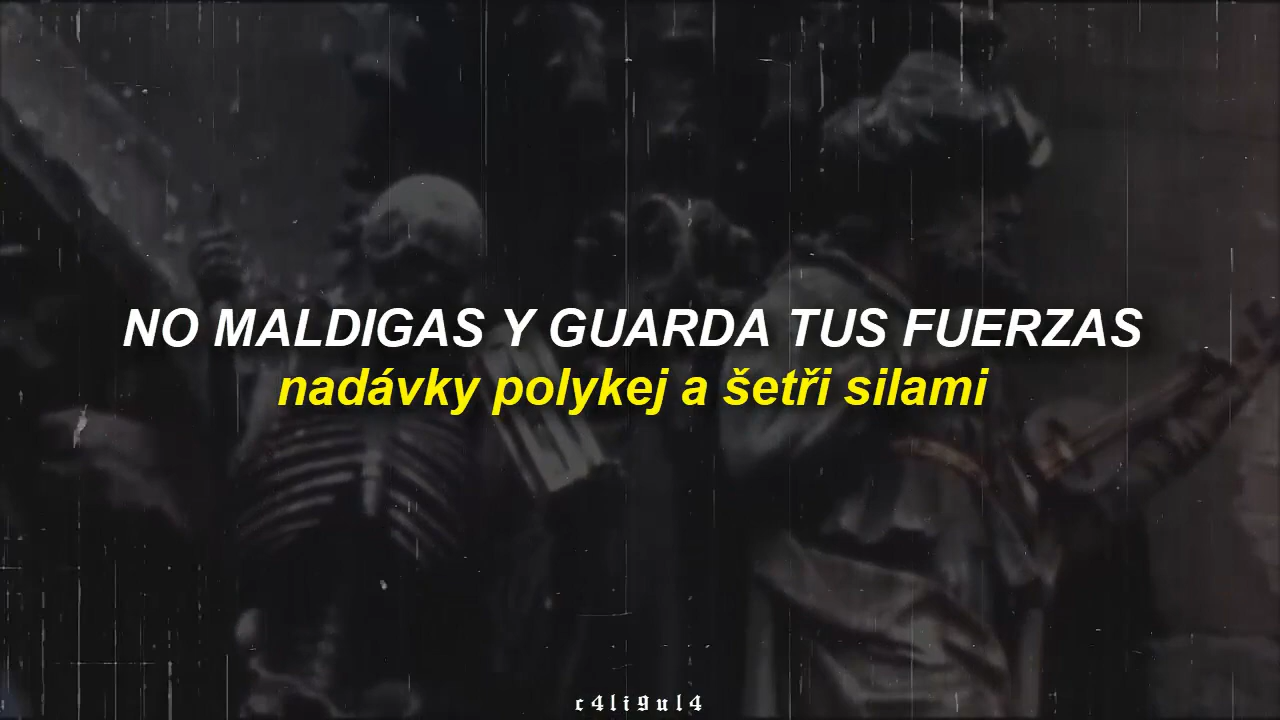 NO MALDIGAS Y GUARDA TUS FUERZAS
nadávky polykej a šetři silami
c4li9ul4